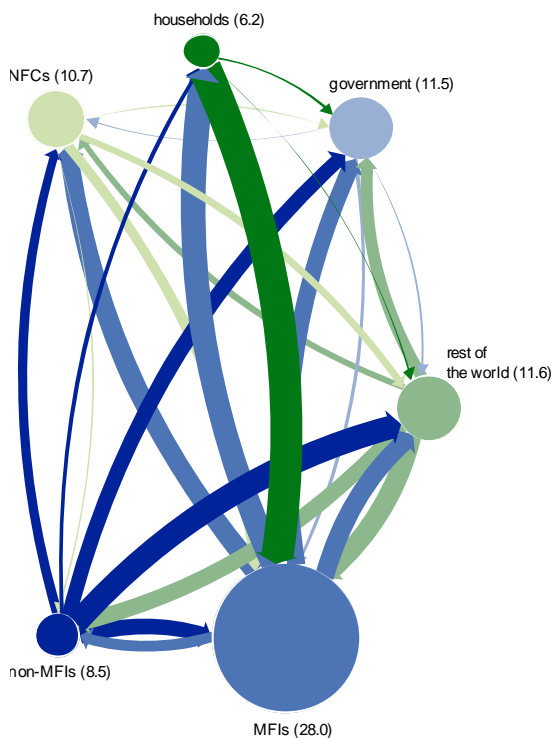 households (6.2)
NFCs (10.7)
government (11.5)
rest of
the world (11.6)
non-MFIs (8.5)
MFIs (28.0)